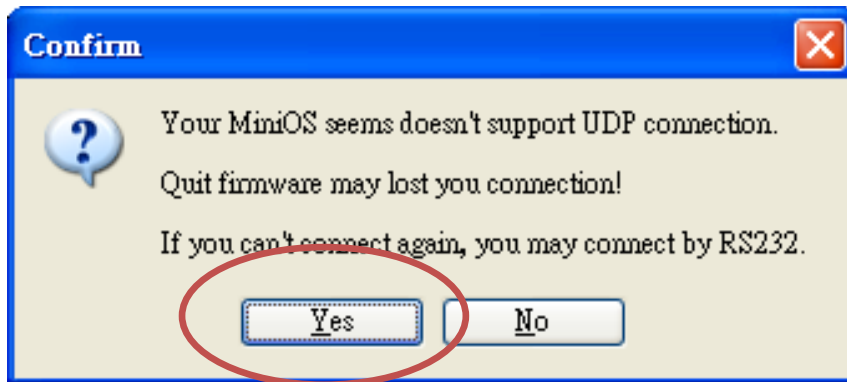 Confirm
Your MiniOS seems doesn't support UDP connection.
Quit firmware may lost you connection!
If you can't connect again, you may connect by RS232.
Yes
No